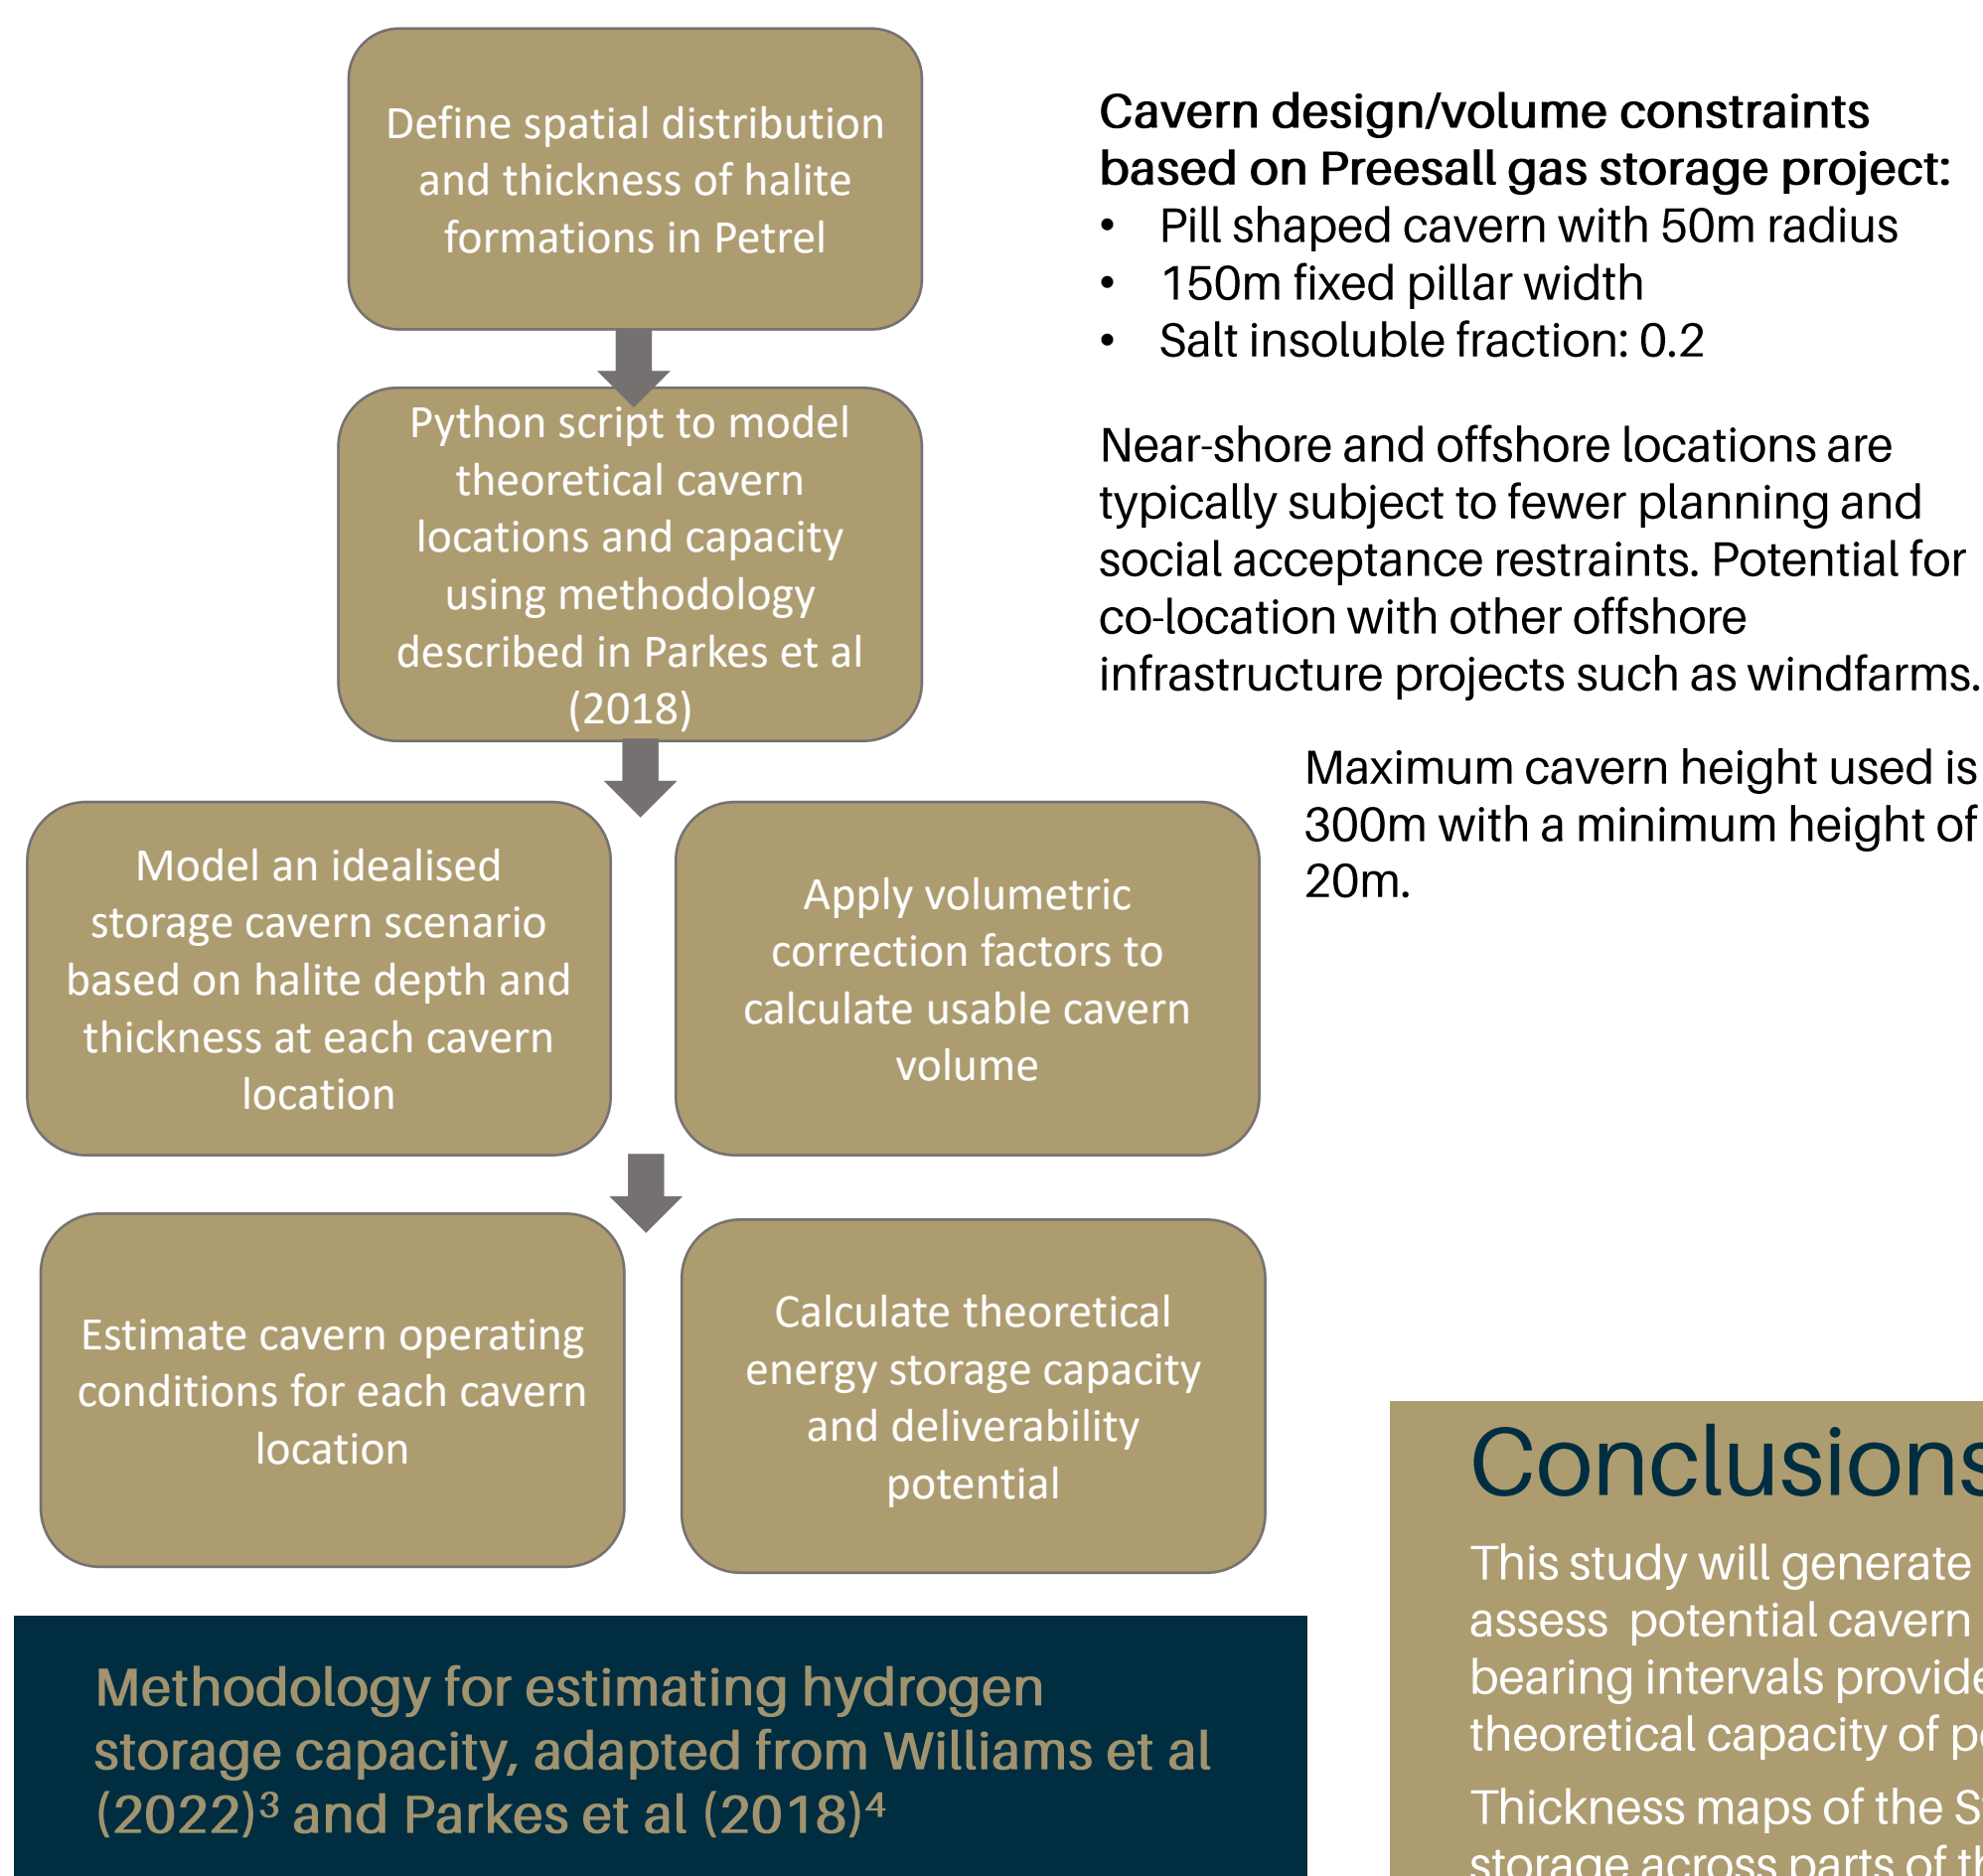 Define spatial distribution
and thickness of halite
formations in Petrel
Python script to model
theoretical cavern
locations and capacity
using methodology
described in Parkes et al
(2018)
Model an idealised
storage cavern scenario
based on halite depth and
thickness at each cavern
location
Apply volumetric
correction factors to
calculate usable cavern
volume
Estimate cavern operating
conditions for each cavern
location
Calculate theoretical
energy storage capacity
and deliverability
potential
Methodology for estimating hydrogen
storage capacity, adapted from Williams et al
(2022)³ and Parkes et al (2018)⁴
Cavern design/volume constraints
based on Preesall gas storage project:
• Pill shaped cavern with 50m radius
• 150m fixed pillar width
• Salt insoluble fraction: 0.2
Near-shore and offshore locations are
typically subject to fewer planning and
social acceptance restraints. Potential for
co-location with other offshore
infrastructure projects such as windfarms.
Maximum cavern height used is
300m with a minimum height of
20m.
Conclusions
This study will generate
assess potential cavern
bearing intervals provide
theoretical capacity of
Thickness maps of the
storage across parts of